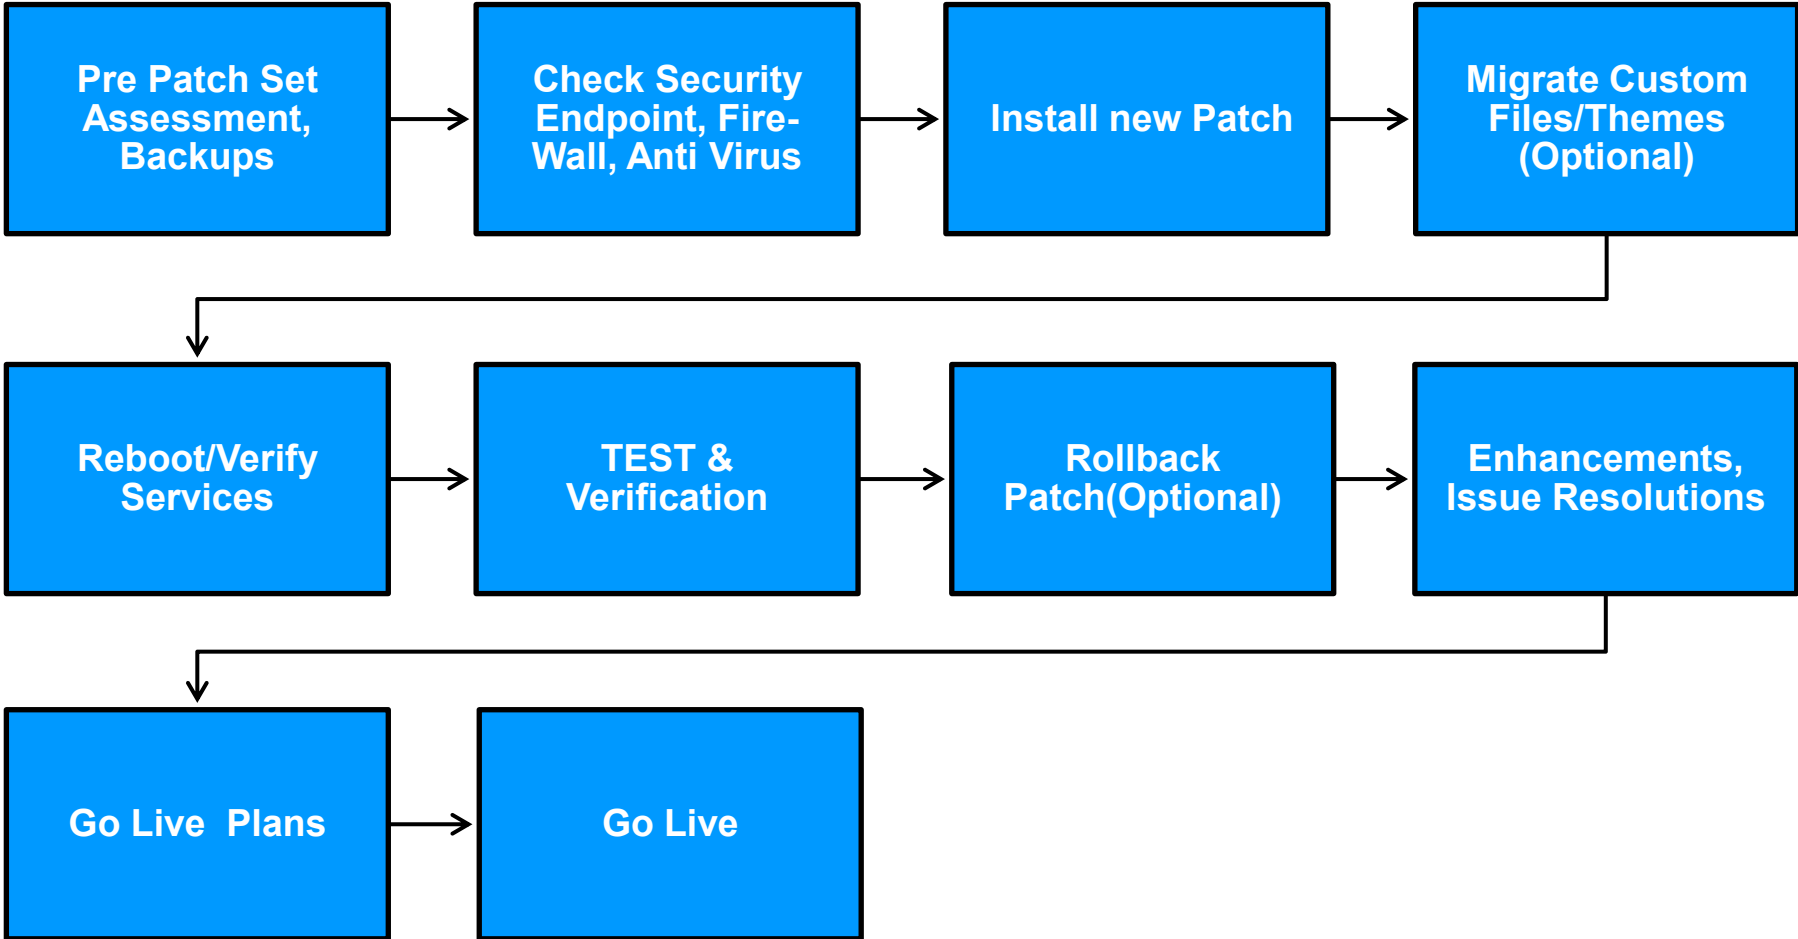 Pre Patch Set
Assessment,
Backups
Check Security
Endpoint, Fire-
Wall, Anti Virus
Install new Patch
Migrate Custom
Files/Themes
(Optional)
Reboot/Verify
Services
TEST &
Verification
Rollback
Patch(Optional)
Enhancements,
Issue Resolutions
Go Live  Plans
Go Live